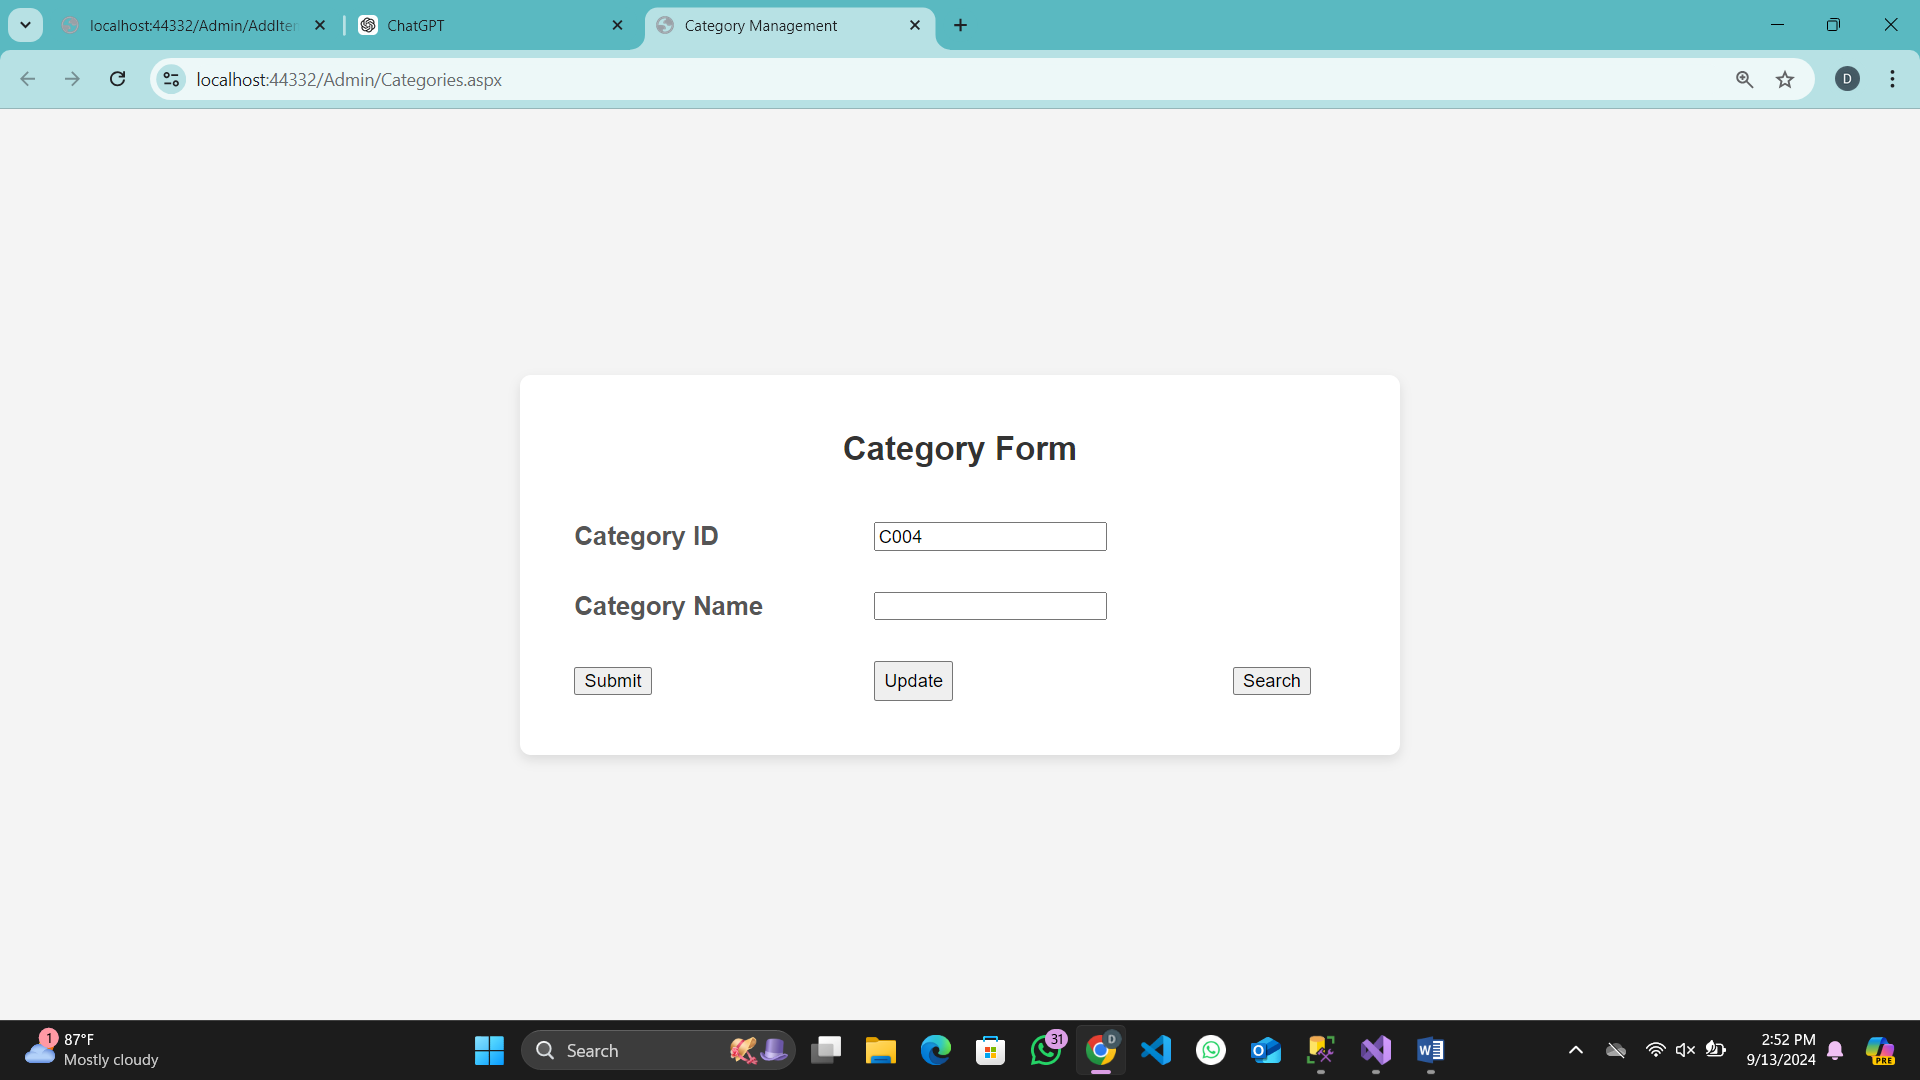 localhost:44332/Admin/AddIter
ChatGPT
Category Management
localhost:44332/Admin/Categories.aspx
D
Category Form
Category ID
C004
Category Name
Submit
Update
Search
1
87°F
Mostly cloudy
Search
31
D
2:52 PM
9/13/2024
PRE